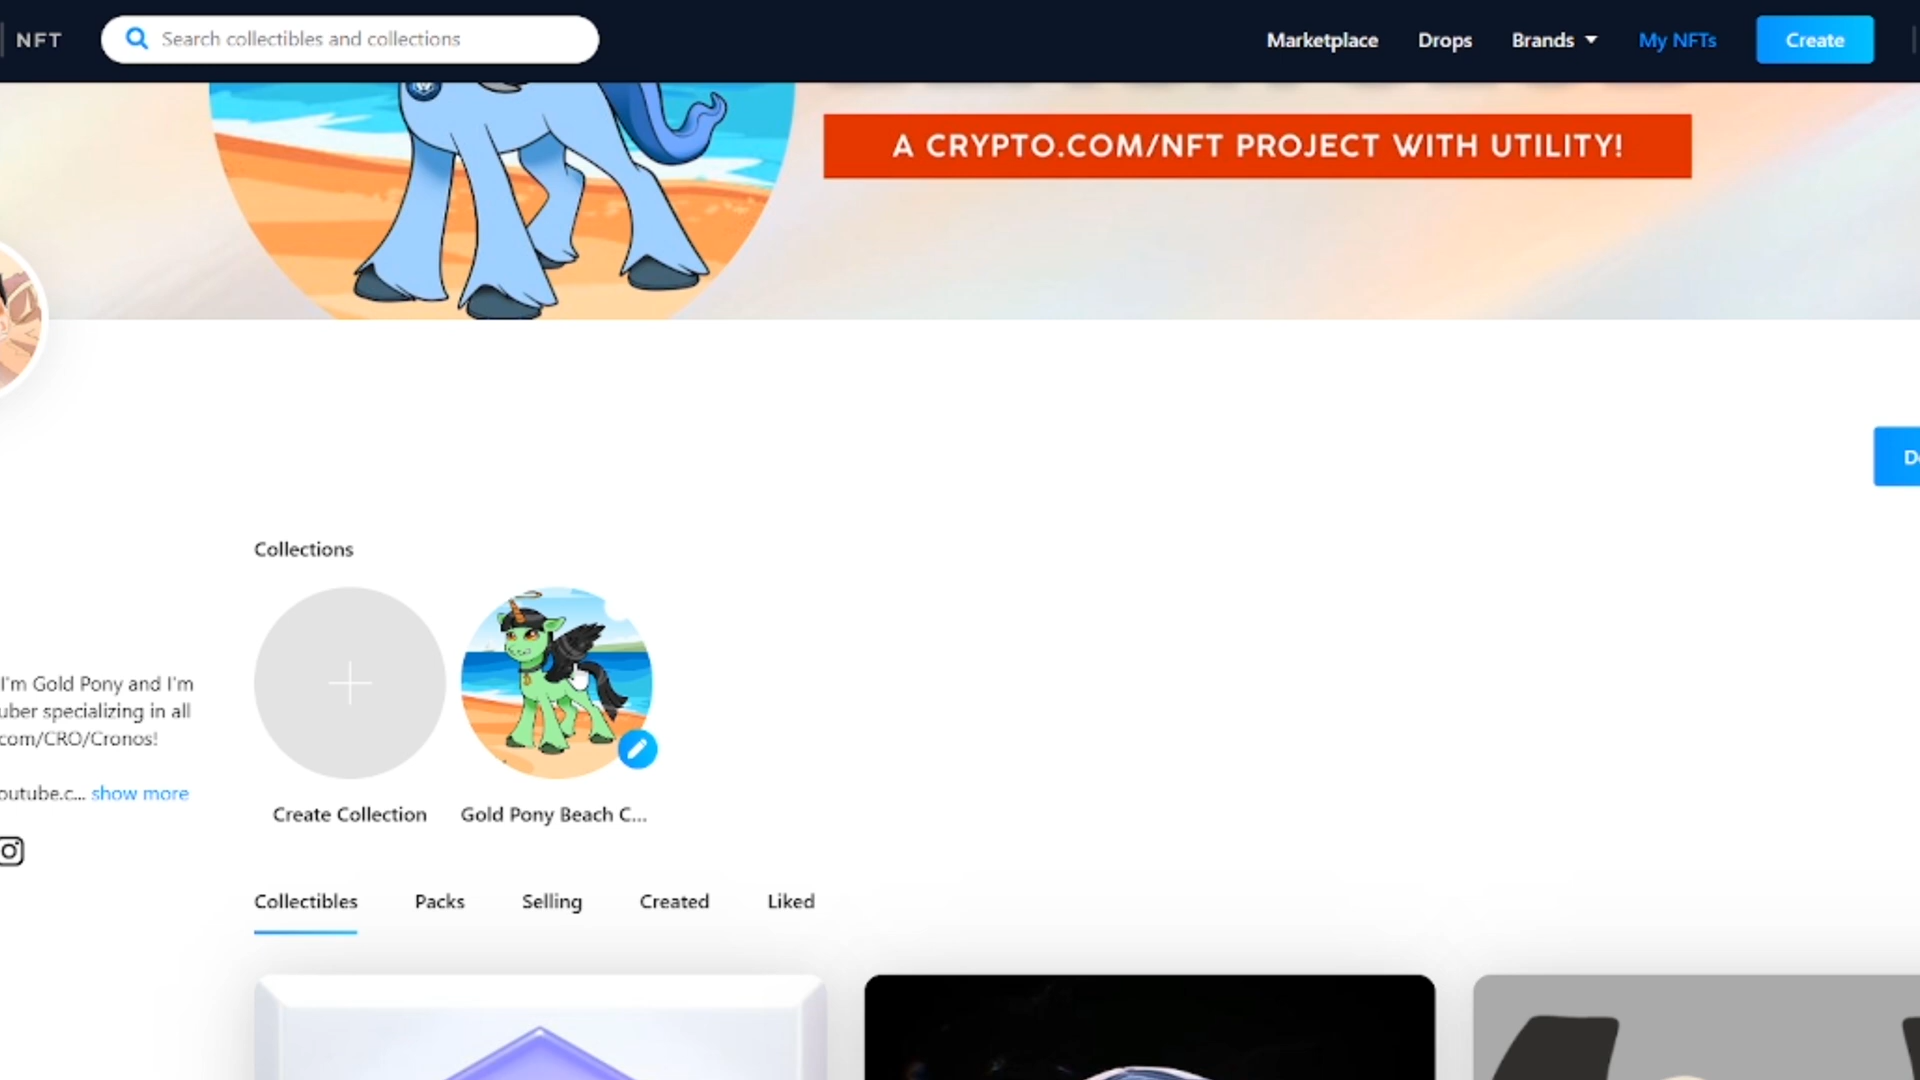 NFT
Search collectibles and collections
Marketplace
Drops
Brands
My NFTs
Create
A CRYPTO.COM/NFT PROJECT WITH UTILITY!
Collections
I'm Gold Pony and I'm
uber specializing in all
com/CRO/Cronos!
outube.c... show more
Create Collection
Gold Pony Beach C...
Collectibles
Packs
Selling
Created
Liked